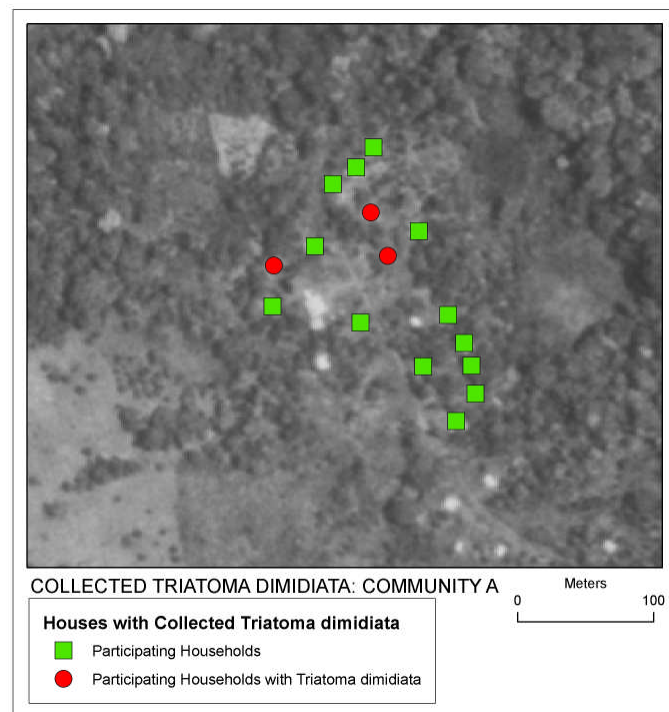 COLLECTED TRIATOMA DIMIDIATA: COMMUNITY A
Meters
0 100
Houses with Collected Triatoma dimidiata
Participating Households
Participating Households with Triatoma dimidiata